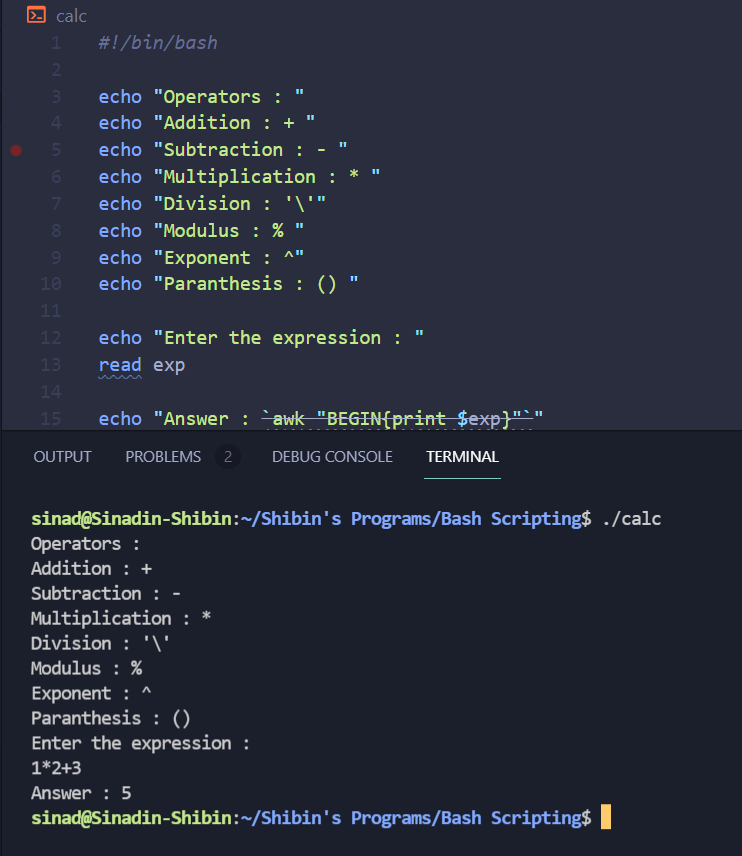 calc
1 #!/bin/bash
2
3 echo "Operators : "
4 echo "Addition : + "
5 echo "Subtraction : - "
6 echo "Multiplication : * "
7 echo "Division : '\'"
8 echo "Modulus : % "
9 echo "Exponent : ^"
10 echo "Paranthesis : () "
11
12 echo "Enter the expression : "
13 read exp
14
15 echo "Answer : `awk "BEGIN{print $exp}"`"
OUTPUT PROBLEMS 2 DEBUG CONSOLE TERMINAL
sinad@Sinadin-Shibin:~/Shibin's Programs/Bash Scripting$ ./calc
Operators :
Addition : +
Subtraction : -
Multiplication : *
Division : '\'
Modulus : %
Exponent : ^
Paranthesis : ()
Enter the expression :
1*2+3
Answer : 5
sinad@Sinadin-Shibin:~/Shibin's Programs/Bash Scripting$